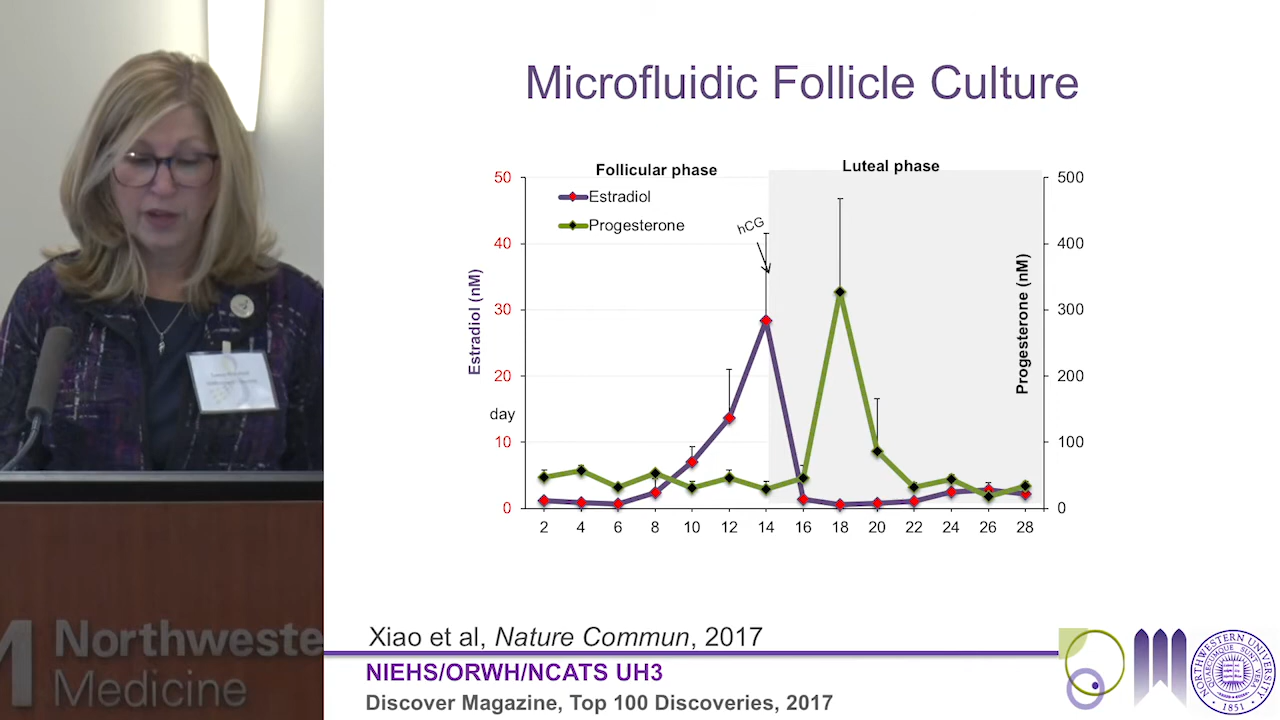 Microfluidic Follicle Culture
Follicular phase
Luteal phase
Estradiol
Progesterone
hCG
Estradiol (nM)
50
40
30
20
10
0
day
500
400
300
200
100
0
Progesterone (nM)
2 4 6 8 10 12 14 16 18 20 22 24 26 28
Xiao et al, Nature Commun, 2017
NIEHS/ORWH/NCATS UH3
Discover Magazine, Top 100 Discoveries, 2017
NORTHWESTERN UNIVERSITY
1851
Northweste
Medicine